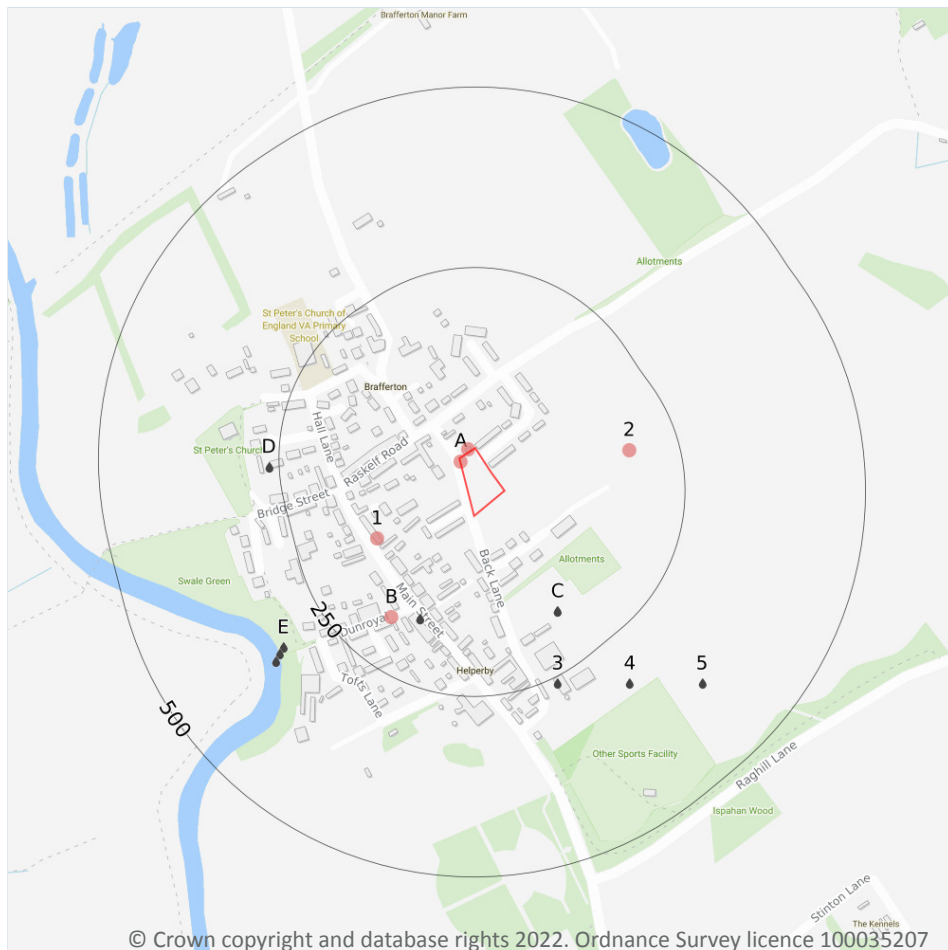 Brafferton Manor Farm
Allotments
St Peter's Church of
England VA Primary
School
Brafferton
Hall Lane
A
2
D
St Peter's Church
Raskelf Road
Bridge Street
1
Back Lane
Allotments
Swale Green
C
Main Street
B
250
Dunroya
E
Helperby
3
4
5
Tofts Lane
500
Other Sports Facility
Raghill Lane
Ispahan Wood
Stinton Lane
The Kennels
© Crown copyright and database rights 2022. Ordnance Survey licence 100035207